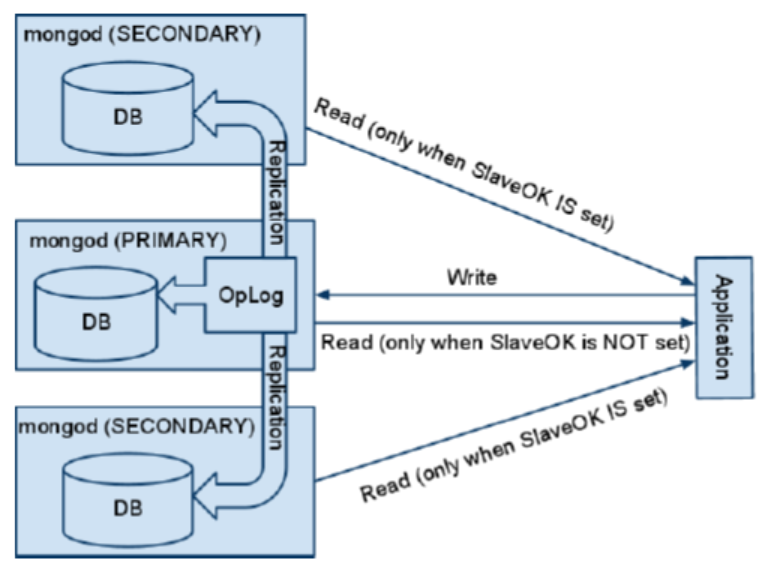 mongod (SECONDARY)
DB
Replication
Read (only when SlaveOK IS set)
mongod (PRIMARY)
DB
OpLog
Write
Read (only when SlaveOK is NOT set)
Application
Replication
mongod (SECONDARY)
DB
Read (only when SlaveOK IS set)